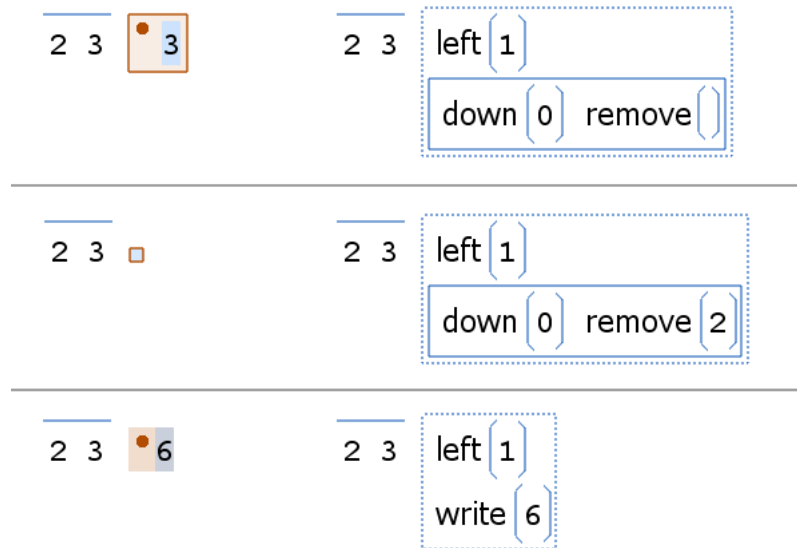 2 3 3 2 3 left(1)
down(0) remove()
2 3 2 3 left(1)
down(0) remove(2)
2 3 6 2 3 left(1)
write(6)